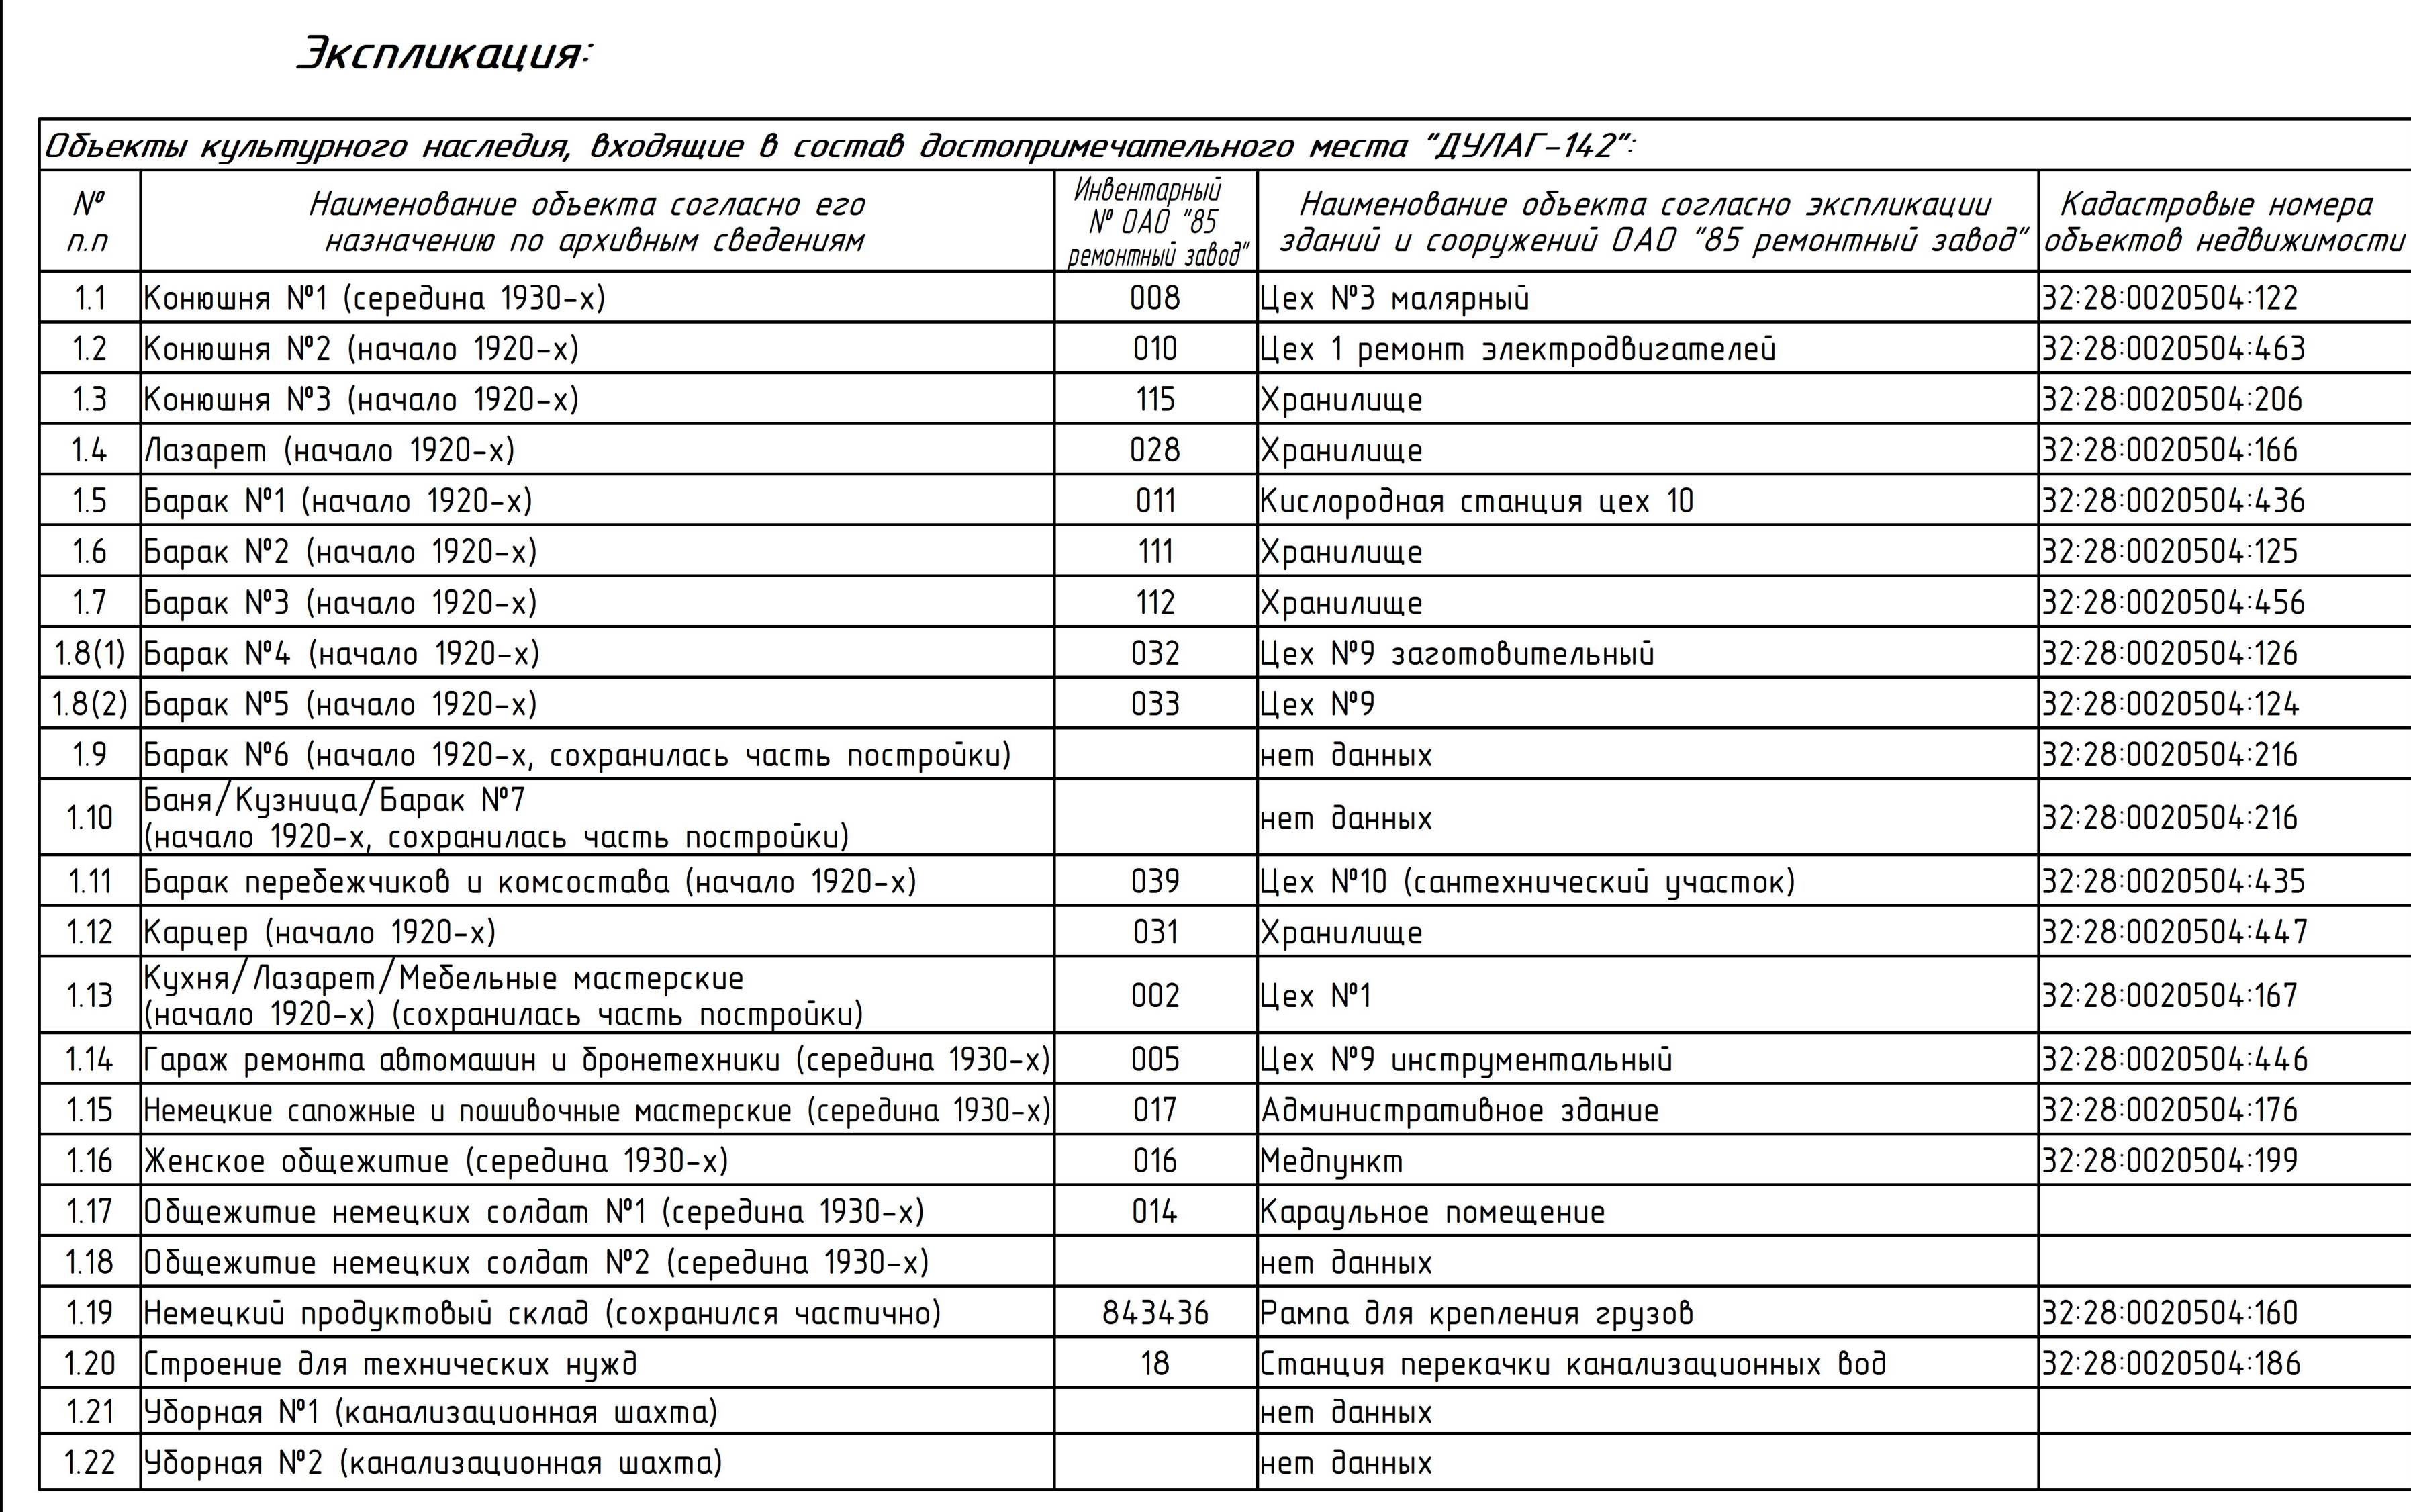 Экспликация:
Объекты культурного наследия, входящие в состав достопримечательного места "ДУЛАГ-142":
№ п.п
Наименование объекта согласно его
назначению по архивным сведениям
Инвентарный
№ ОАО "85
ремонтный завод"
Наименование объекта согласно экспликации
зданий и сооружений ОАО "85 ремонтный завод"
Кадастровые номера
объектов недвижимости
1.1 Конюшня №1 (середина 1930-х) 008 Цех №3 малярный 32:28:0020504:122
1.2 Конюшня №2 (начало 1920-х) 010 Цех 1 ремонт электродвигателей 32:28:0020504:463
1.3 Конюшня №3 (начало 1920-х) 115 Хранилище 32:28:0020504:206
1.4 Лазарет (начало 1920-х) 028 Хранилище 32:28:0020504:166
1.5 Барак №1 (начало 1920-х) 011 Кислородная станция цех 10 32:28:0020504:436
1.6 Барак №2 (начало 1920-х) 111 Хранилище 32:28:0020504:125
1.7 Барак №3 (начало 1920-х) 112 Хранилище 32:28:0020504:456
1.8(1) Барак №4 (начало 1920-х) 032 Цех №9 заготовительный 32:28:0020504:126
1.8(2) Барак №5 (начало 1920-х) 033 Цех №9 32:28:0020504:124
1.9 Барак №6 (начало 1920-х, сохранилась часть постройки) нет данных 32:28:0020504:216
1.10 Баня/Кузница/Барак №7
(начало 1920-х, сохранилась часть постройки) нет данных 32:28:0020504:216
1.11 Барак перебежчиков и комсостава (начало 1920-х) 039 Цех №10 (сантехнический участок) 32:28:0020504:435
1.12 Карцер (начало 1920-х) 031 Хранилище 32:28:0020504:447
1.13 Кухня/Лазарет/Мебельные мастерские
(начало 1920-х) (сохранилась часть постройки) 002 Цех №1 32:28:0020504:167
1.14 Гараж ремонта автомашин и бронетехники (середина 1930-х) 005 Цех №9 инструментальный 32:28:0020504:446
1.15 Немецкие сапожные и пошивочные мастерские (середина 1930-х) 017 Административное здание 32:28:0020504:176
1.16 Женское общежитие (середина 1930-х) 016 Медпункт 32:28:0020504:199
1.17 Общежитие немецких солдат №1 (середина 1930-х) 014 Караульное помещение
1.18 Общежитие немецких солдат №2 (середина 1930-х) нет данных
1.19 Немецкий продуктовый склад (сохранился частично) 843436 Рампа для крепления грузов 32:28:0020504:160
1.20 Строение для технических нужд 18 Станция перекачки канализационных вод 32:28:0020504:186
1.21 Уборная №1 (канализационная шахта) нет данных
1.22 Уборная №2 (канализационная шахта) нет данных